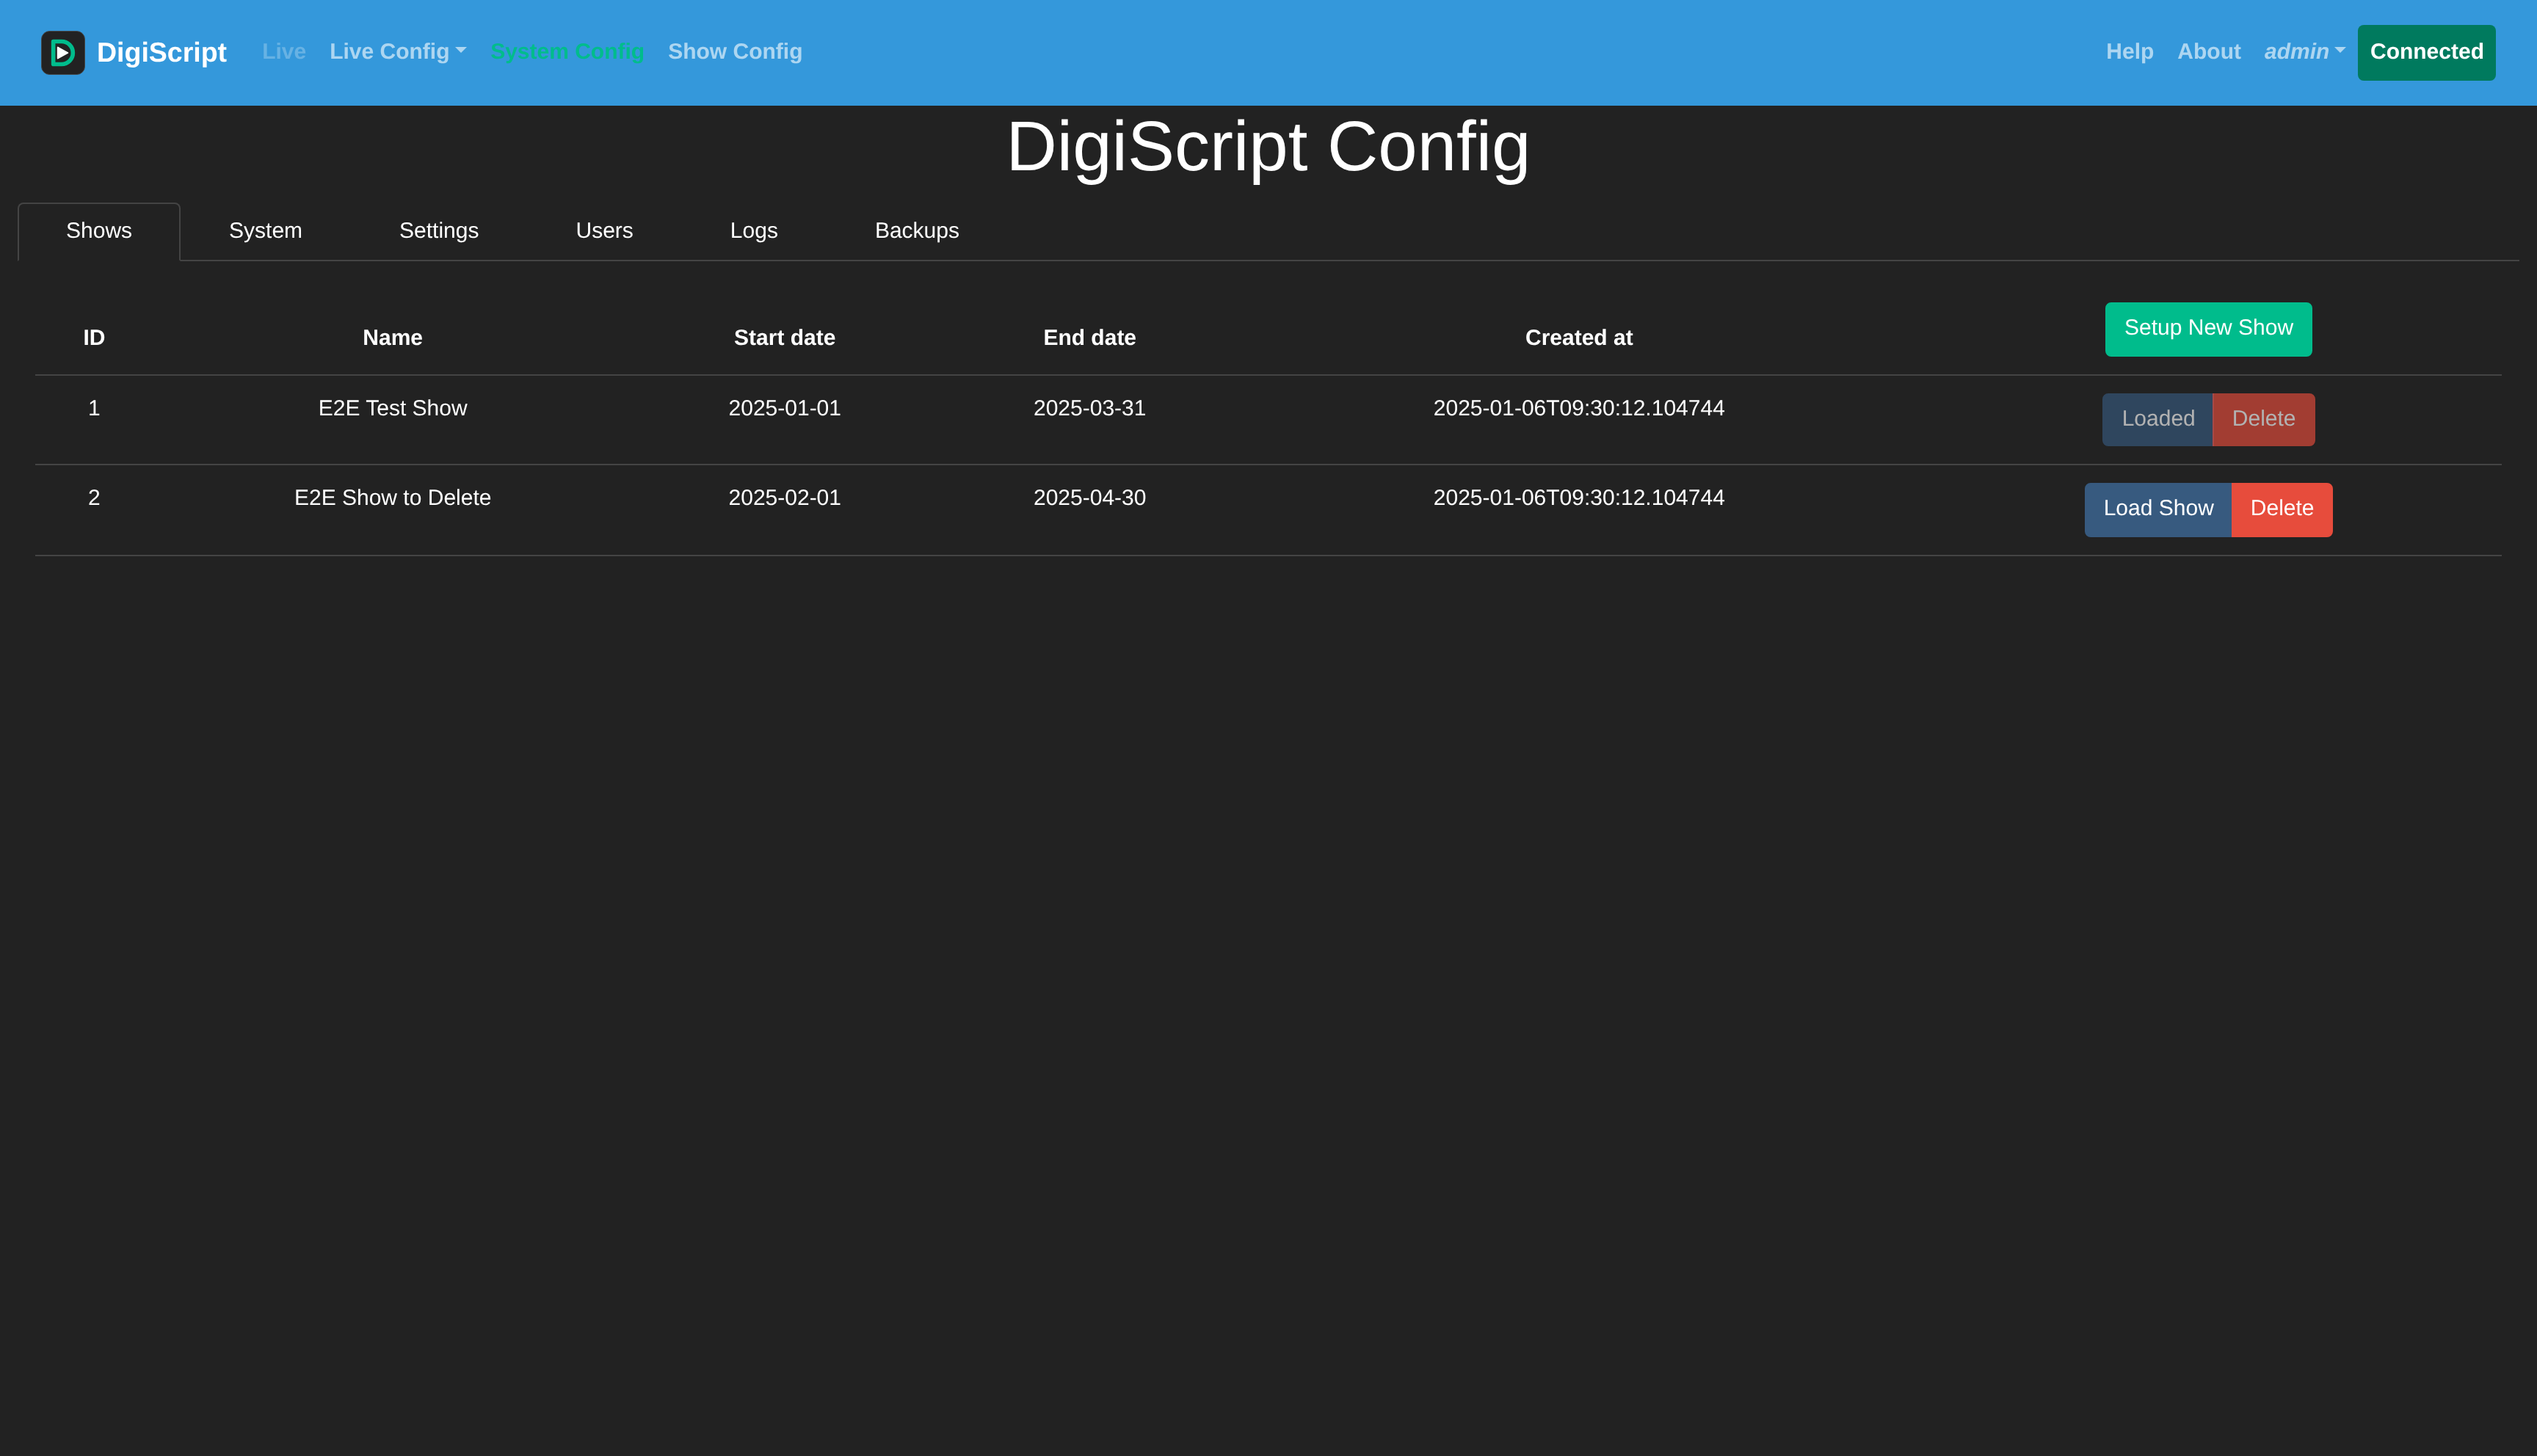 DigiScript Live Live Config System Config Show Config Help About admin Connected
DigiScript Config
Shows System Settings Users Logs Backups
ID Name Start date End date Created at Setup New Show
1 E2E Test Show 2025-01-01 2025-03-31 2025-01-06T09:30:12.104744 Loaded Delete
2 E2E Show to Delete 2025-02-01 2025-04-30 2025-01-06T09:30:12.104744 Load Show Delete